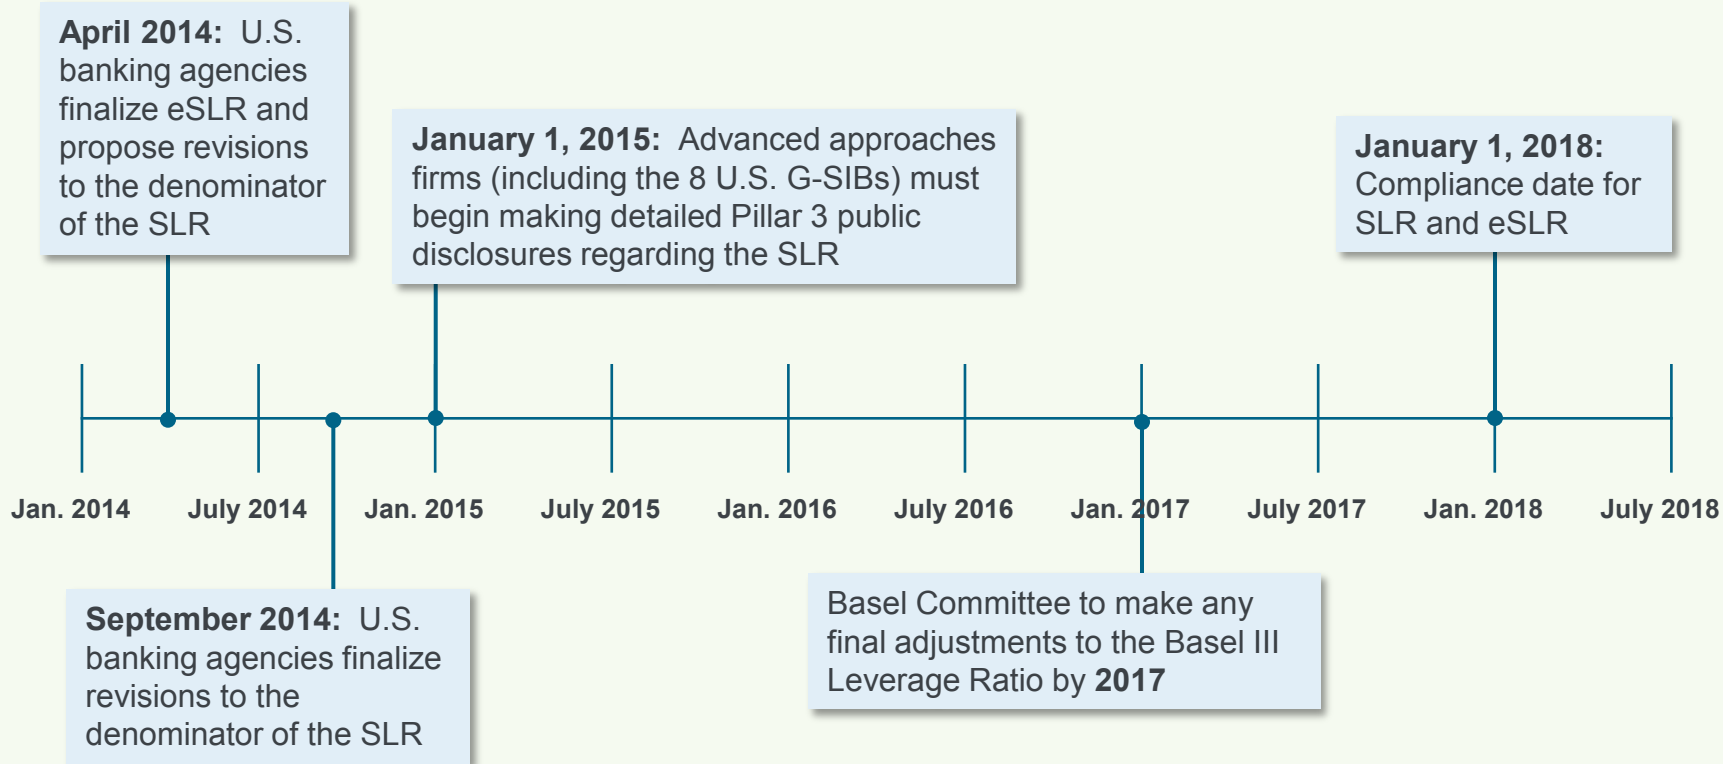 April 2014: U.S.
banking agencies
finalize eSLR and
propose revisions
to the denominator
of the SLR
January 1, 2015: Advanced approaches
firms (including the 8 U.S. G-SIBs) must
begin making detailed Pillar 3 public
disclosures regarding the SLR
January 1, 2018:
Compliance date for
SLR and eSLR
Jan. 2014
July 2014
Jan. 2015
July 2015
Jan. 2016
July 2016
Jan. 2017
July 2017
Jan. 2018
July 2018
September 2014: U.S.
banking agencies finalize
revisions to the
denominator of the SLR
Basel Committee to make any
final adjustments to the Basel III
Leverage Ratio by 2017